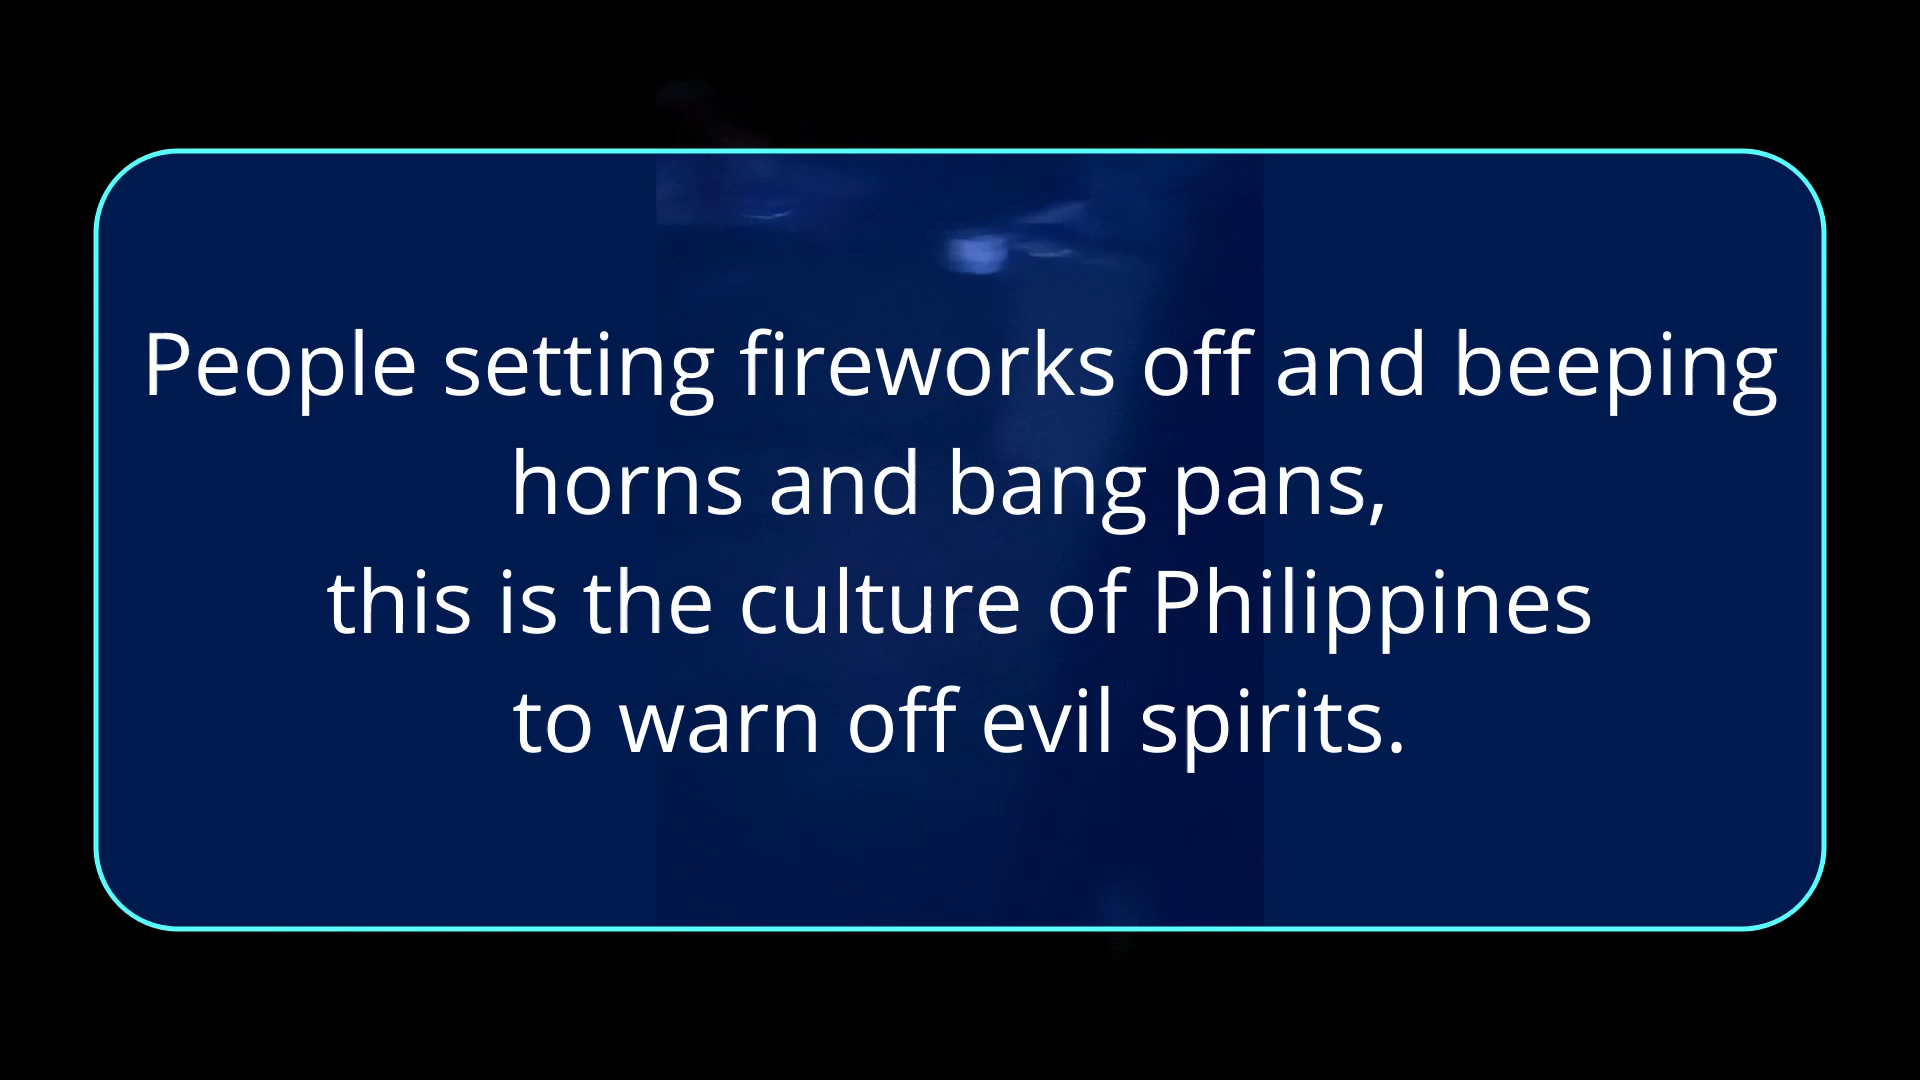 People setting fireworks off and beeping
horns and bang pans,
this is the culture of Philippines
to warn off evil spirits.